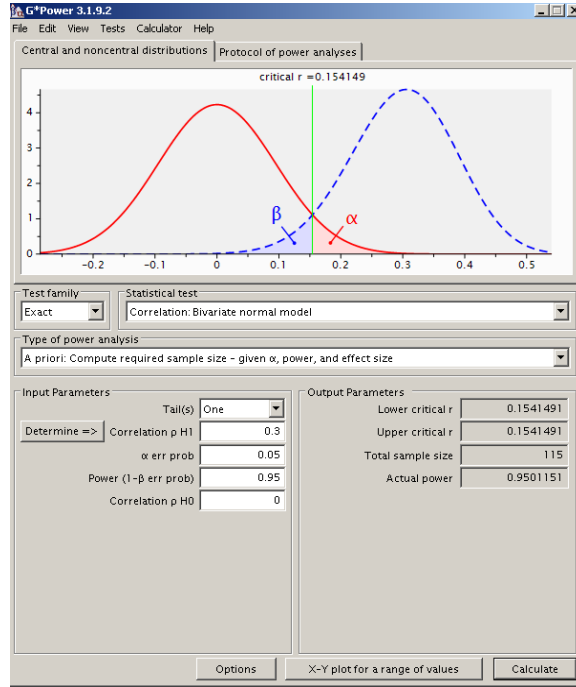 G*Power 3.1.9.2
File Edit View Tests Calculator Help
Central and noncentral distributions Protocol of power analyses
critical r =0.154149
4
3
2
1
0
β α
-0.2 -0.1 0 0.1 0.2 0.3 0.4 0.5
Test family Statistical test
Exact Correlation: Bivariate normal model
Type of power analysis
A priori: Compute required sample size – given α, power, and effect size
Input Parameters Output Parameters
Tail(s) One Lower critical r 0.1541491
Determine => Correlation ρ H1 0.3 Upper critical r 0.1541491
α err prob 0.05 Total sample size 115
Power (1-β err prob) 0.95 Actual power 0.9501151
Correlation ρ H0 0
Options X-Y plot for a range of values Calculate